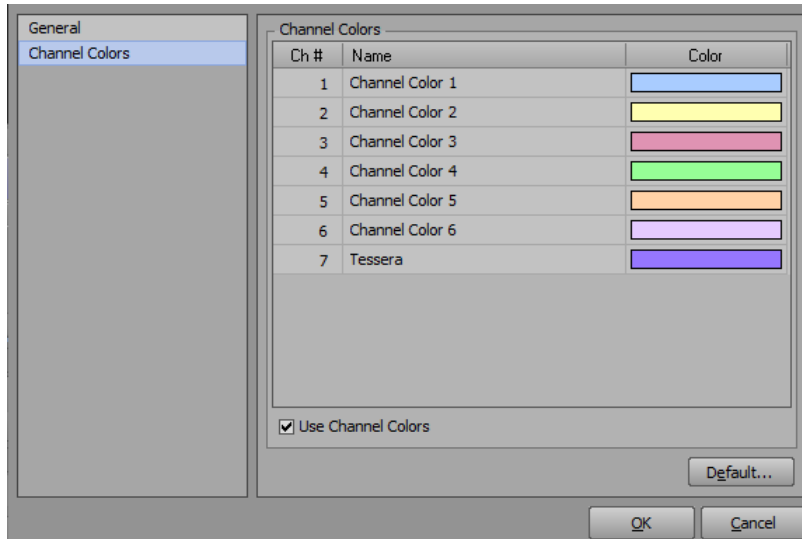 General
Channel Colors
Channel Colors
Ch # Name Color
1 Channel Color 1
2 Channel Color 2
3 Channel Color 3
4 Channel Color 4
5 Channel Color 5
6 Channel Color 6
7 Tessera
Use Channel Colors
Default...
OK Cancel